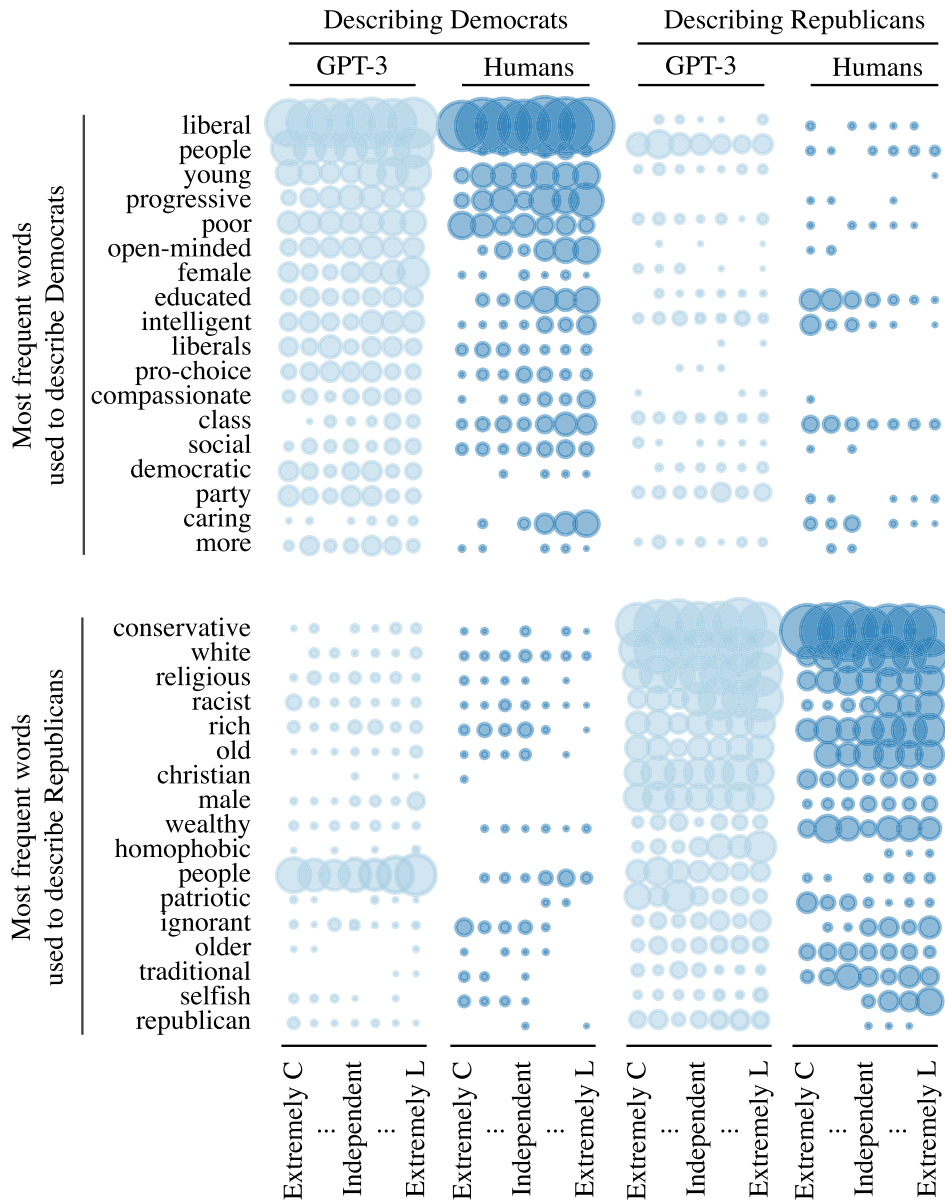 Describing Democrats
Describing Republicans
GPT-3
Humans
GPT-3
Humans
Most frequent words
used to describe Democrats
liberal
people
young
progressive
poor
open-minded
female
educated
intelligent
liberals
pro-choice
compassionate
class
social
democratic
party
caring
more
Most frequent words
used to describe Republicans
conservative
white
religious
racist
rich
old
christian
male
wealthy
homophobic
people
patriotic
ignorant
older
traditional
selfish
republican
Extremely C
...
Independent
...
Extremely L
Extremely C
...
Independent
...
Extremely L
Extremely C
...
Independent
...
Extremely L
Extremely C
...
Independent
...
Extremely L